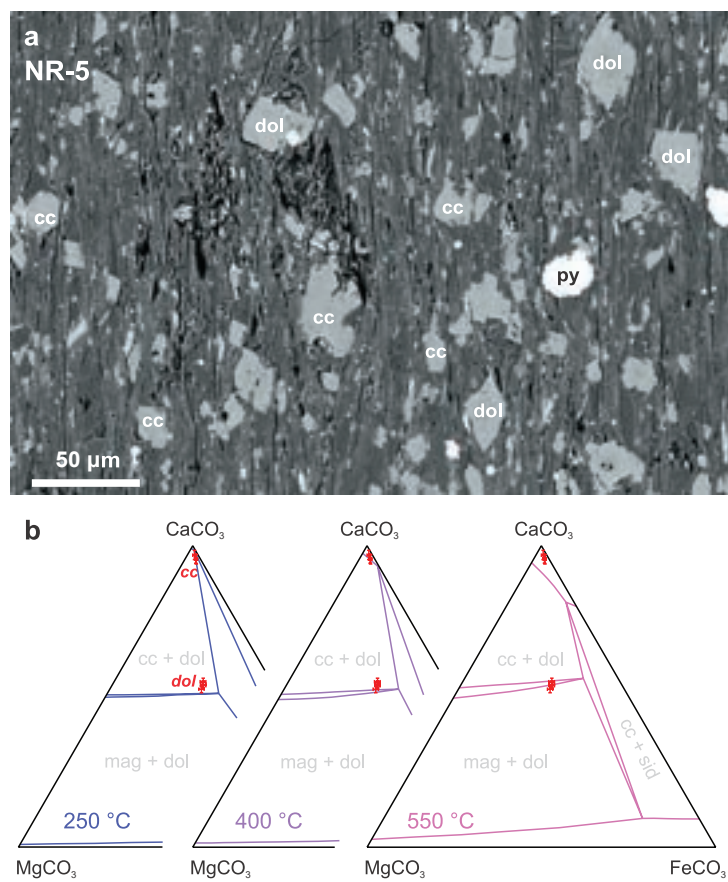 a
NR-5
dol
dol
dol
cc
cc
py
cc
cc
cc
dol
50 µm
b
CaCO₃
CaCO₃
CaCO₃
cc
cc + dol
cc + dol
cc + dol
dol
mag + dol
mag + dol
mag + dol
cc + sid
250 °C
400 °C
550 °C
MgCO₃
MgCO₃
MgCO₃
FeCO₃